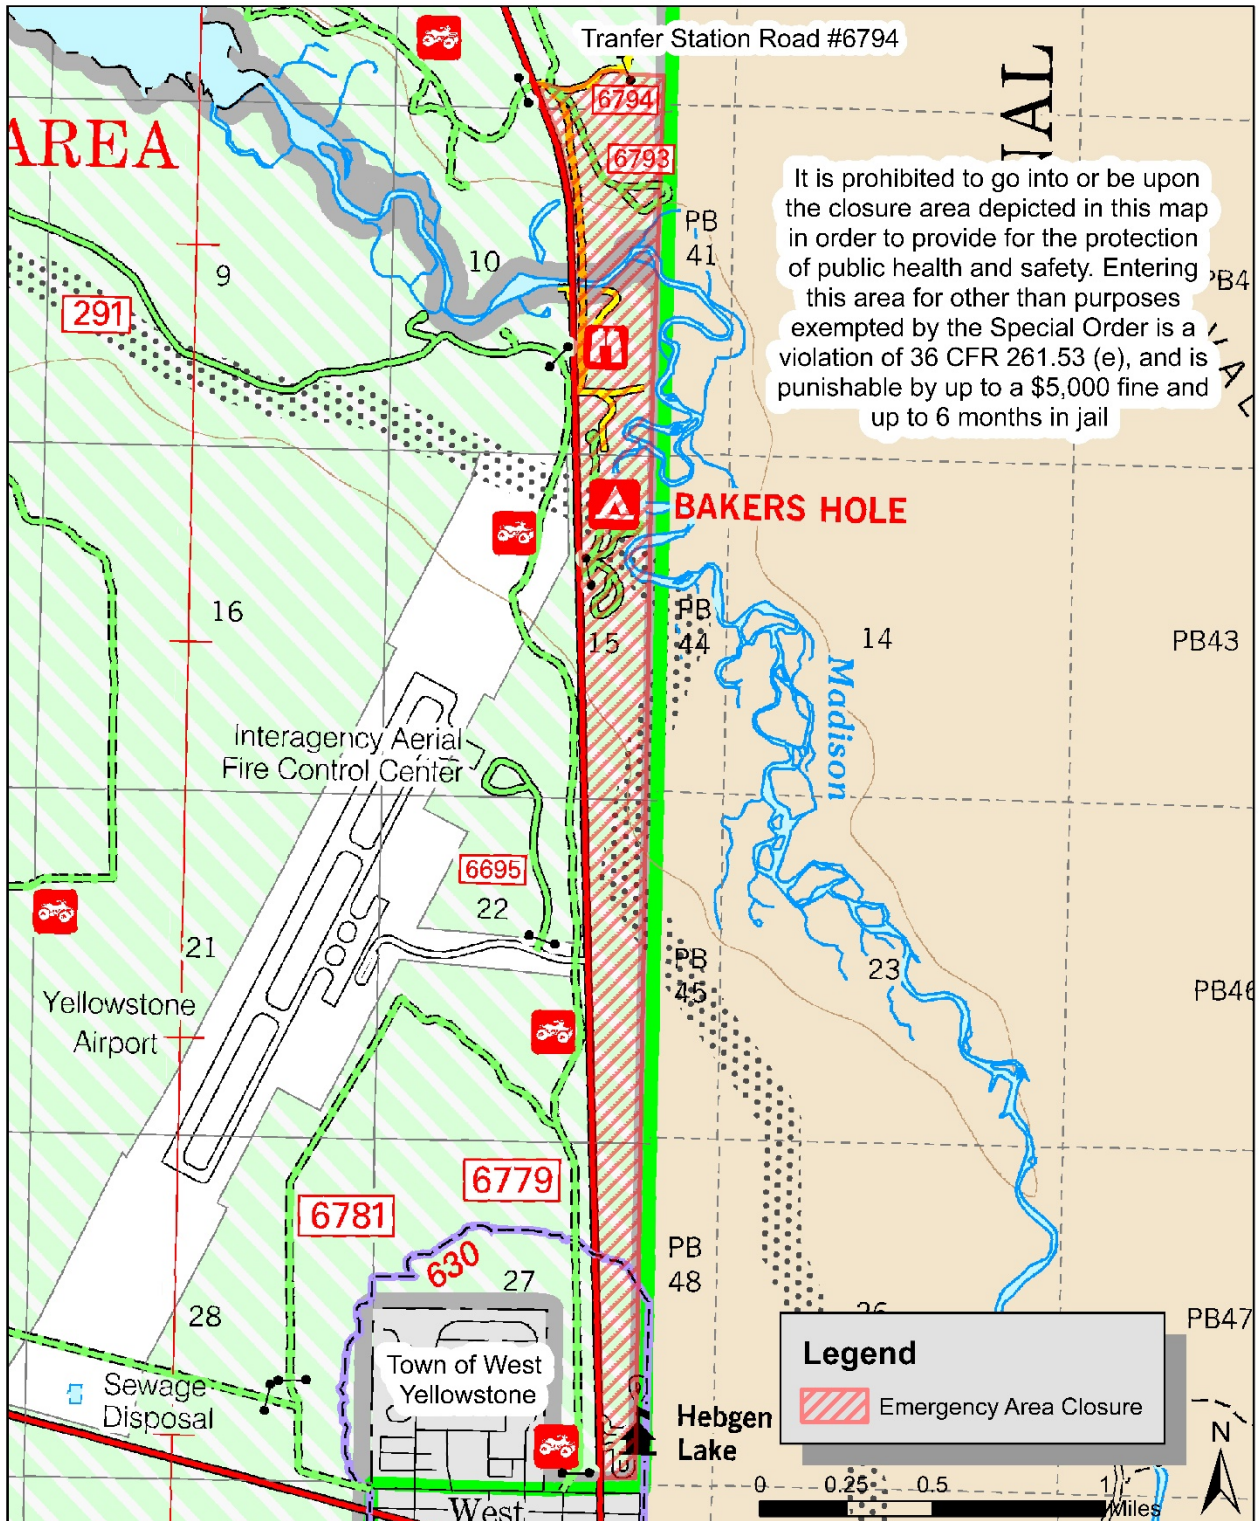 Tranfer Station Road #6794
6794
6793
AREA
It is prohibited to go into or be upon
the closure area depicted in this map
in order to provide for the protection
of public health and safety. Entering
this area for other than purposes
exempted by the Special Order is a
violation of 36 CFR 261.53 (e), and is
punishable by up to a $5,000 fine and
up to 6 months in jail
PB
41
10
9
291
BAKERS HOLE
16
15
PB
44
14
PB43
Madison
Interagency Aerial
Fire Control Center
6695
22
21
PB
45
23
Yellowstone
Airport
6779
6781
630
27
PB
48
28
PB47
Town of West
Yellowstone
Sewage
Disposal
Hebgen
Lake
Legend
Emergency Area Closure
N
0 0.25 0.5 1
Miles
West